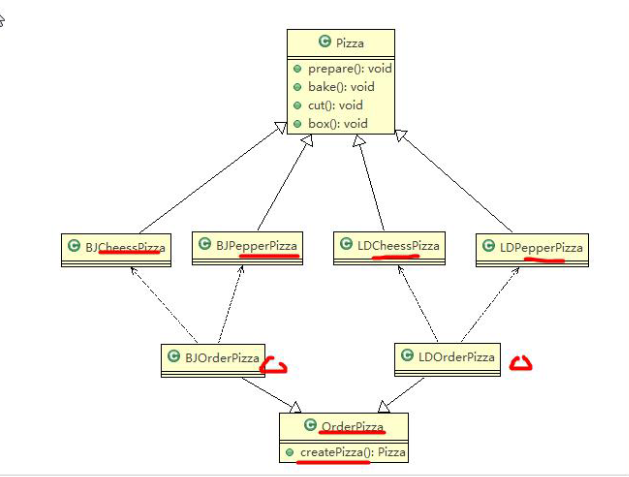 Pizza
prepare(): void
bake(): void
cut(): void
box(): void
BJCheessPizza
BJPepperPizza
LDCheessPizza
LDPepperPizza
BJOrderPizza
LDOrderPizza
OrderPizza
createPizza(): Pizza